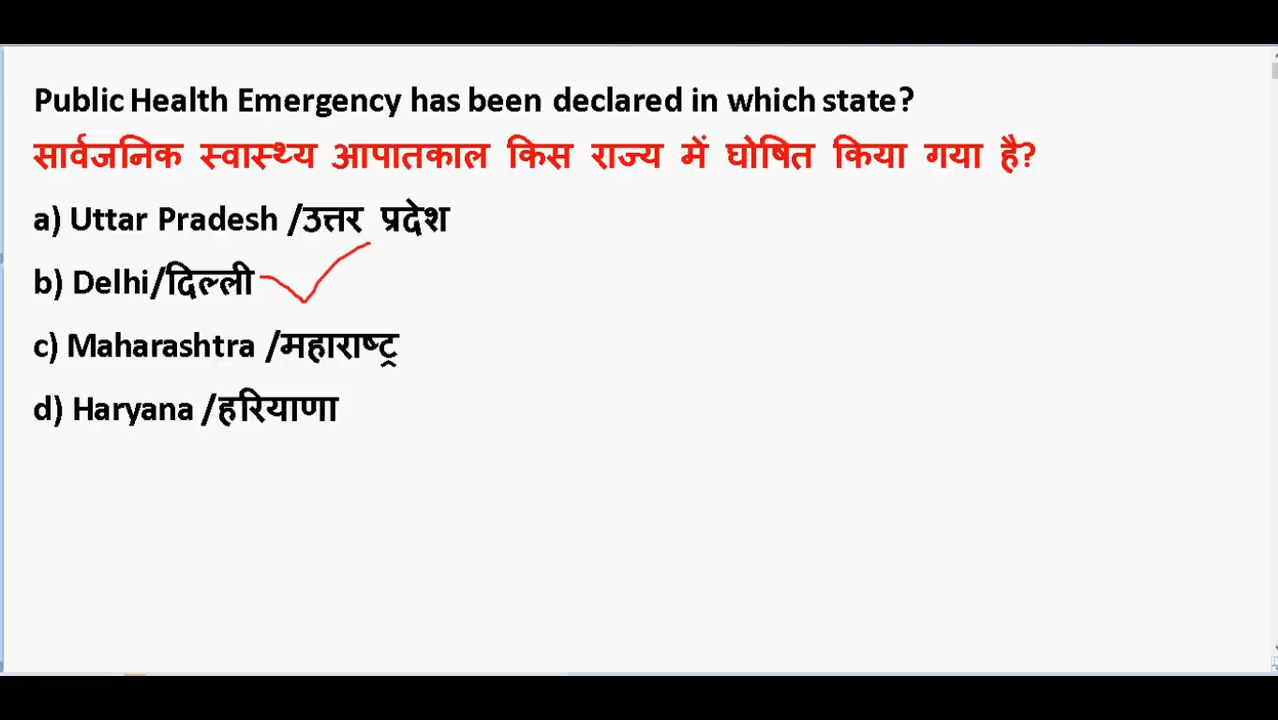 Public Health Emergency has been declared in which state?
सार्वजनिक स्वास्थ्य आपातकाल किस राज्य में घोषित किया गया है?
a) Uttar Pradesh /उत्तर प्रदेश
b) Delhi/दिल्ली
c) Maharashtra /महाराष्ट्र
d) Haryana /हरियाणा